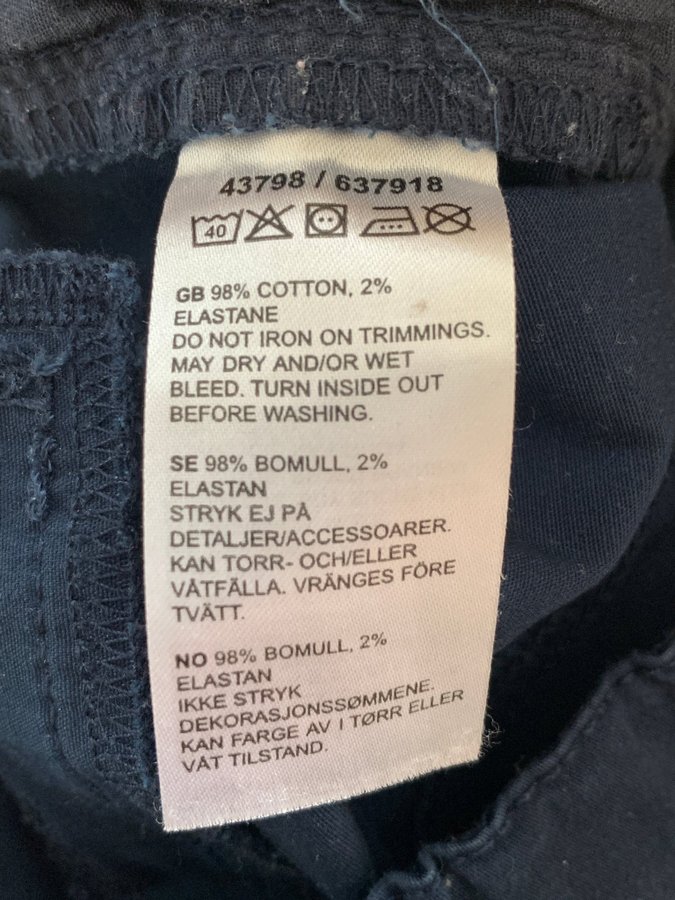 43798 / 637918
40
GB 98% COTTON, 2%
ELASTANE
DO NOT IRON ON TRIMMINGS.
MAY DRY AND/OR WET
BLEED. TURN INSIDE OUT
BEFORE WASHING.
SE 98% BOMULL, 2%
ELASTAN
STRYK EJ PÅ
DETALJER/ACCESSOARER.
KAN TORR- OCH/ELLER
VÅTFÄLLA. VRÄNGES FÖRE
TVÄTT.
NO 98% BOMULL, 2%
ELASTAN
IKKE STRYK
DEKORASJONSSØMMENE.
KAN FARGE AV I TØRR ELLER
VÅT TILSTAND.